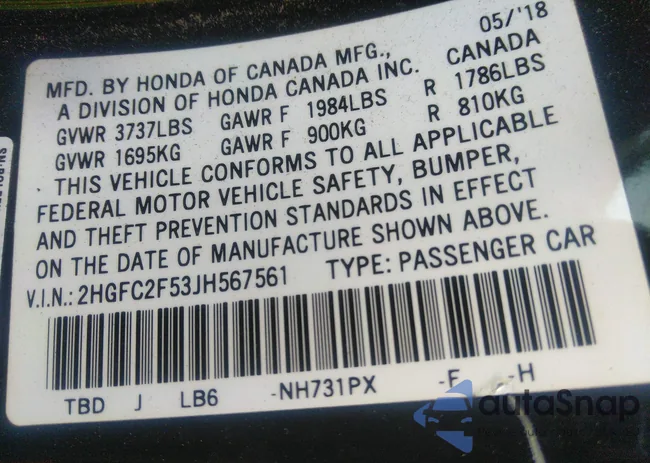 MFD. BY HONDA OF CANADA MFG., 05/'18
A DIVISION OF HONDA CANADA INC. CANADA
GVWR 3737LBS GAWR F 1984LBS R 1786LBS
GVWR 1695KG GAWR F 900KG R 810KG
THIS VEHICLE CONFORMS TO ALL APPLICABLE
FEDERAL MOTOR VEHICLE SAFETY, BUMPER,
AND THEFT PREVENTION STANDARDS IN EFFECT
ON THE DATE OF MANUFACTURE SHOWN ABOVE.
V.I.N.: 2HGFC2F53JH567561 TYPE: PASSENGER CAR
TBD J LB6 -NH731PX -F -H
autoSnap